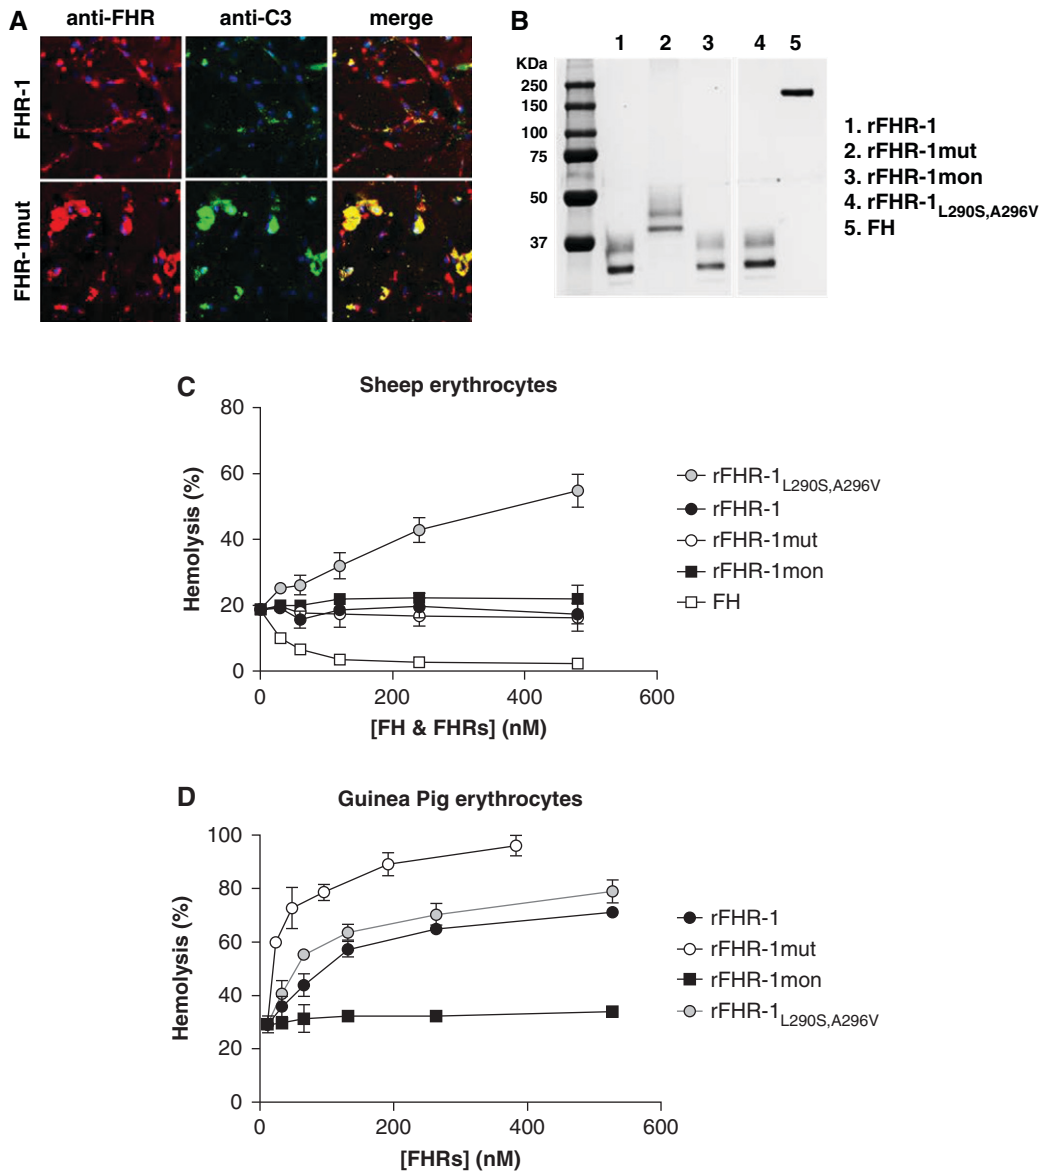 A
anti-FHR
anti-C3
merge
FHR-1
FHR-1mut
B
1 2 3 4 5
KDa
250
150
100
75
50
37
1. rFHR-1
2. rFHR-1mut
3. rFHR-1mon
4. rFHR-1L290S,A296V
5. FH
C
Sheep erythrocytes
Hemolysis (%)
80
60
40
20
0
0 200 400 600
[FH & FHRs] (nM)
rFHR-1L290S,A296V
rFHR-1
rFHR-1mut
rFHR-1mon
FH
D
Guinea Pig erythrocytes
Hemolysis (%)
100
80
60
40
20
0
0 200 400 600
[FHRs] (nM)
rFHR-1
rFHR-1mut
rFHR-1mon
rFHR-1L290S,A296V